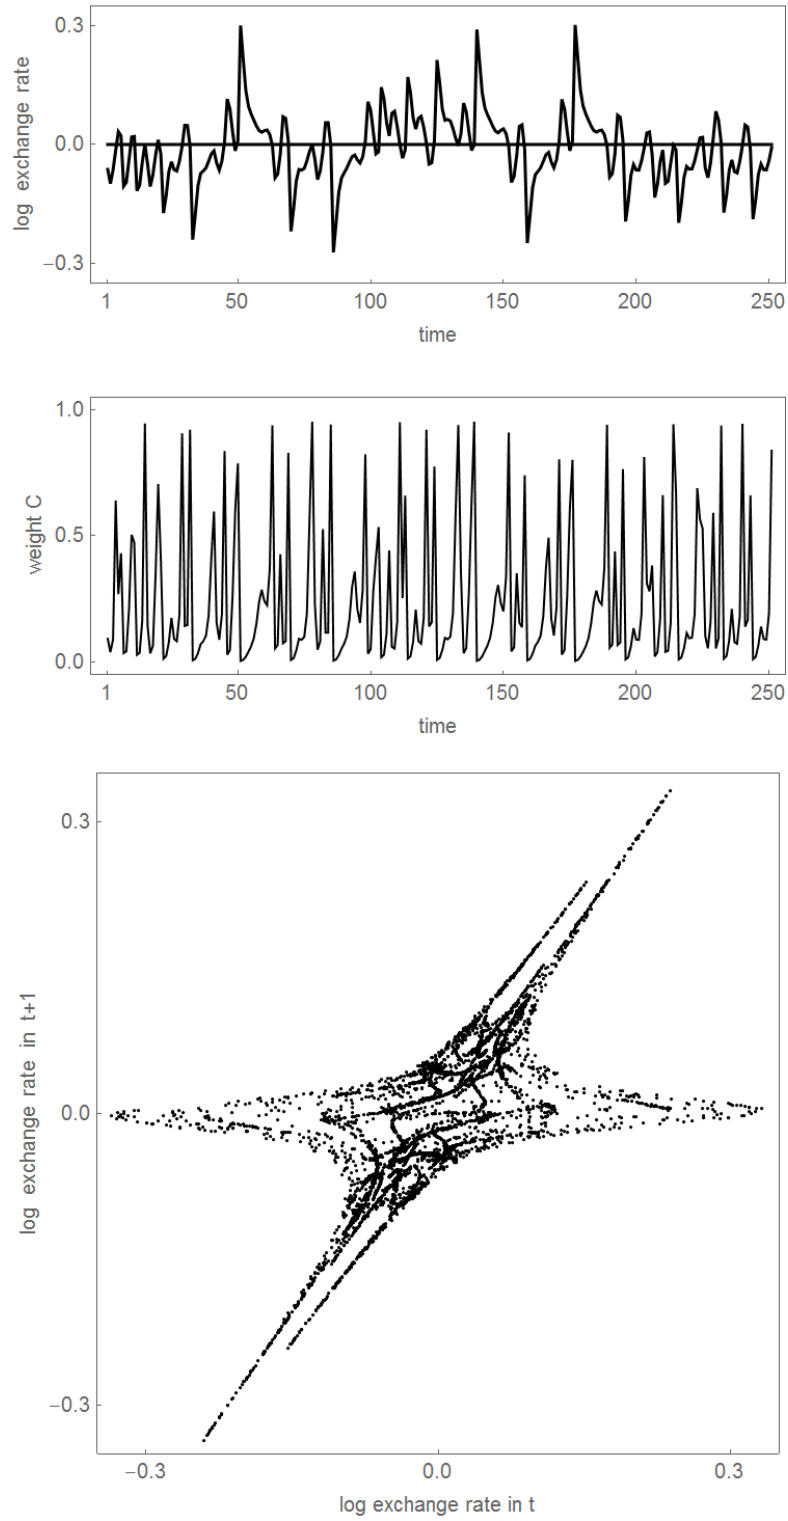 0.3
0.0
−0.3
log exchange rate
1 50 100 150 200 250
time
1.0
0.5
0.0
weight C
1 50 100 150 200 250
time
0.3
0.0
−0.3
log exchange rate in t+1
−0.3 0.0 0.3
log exchange rate in t